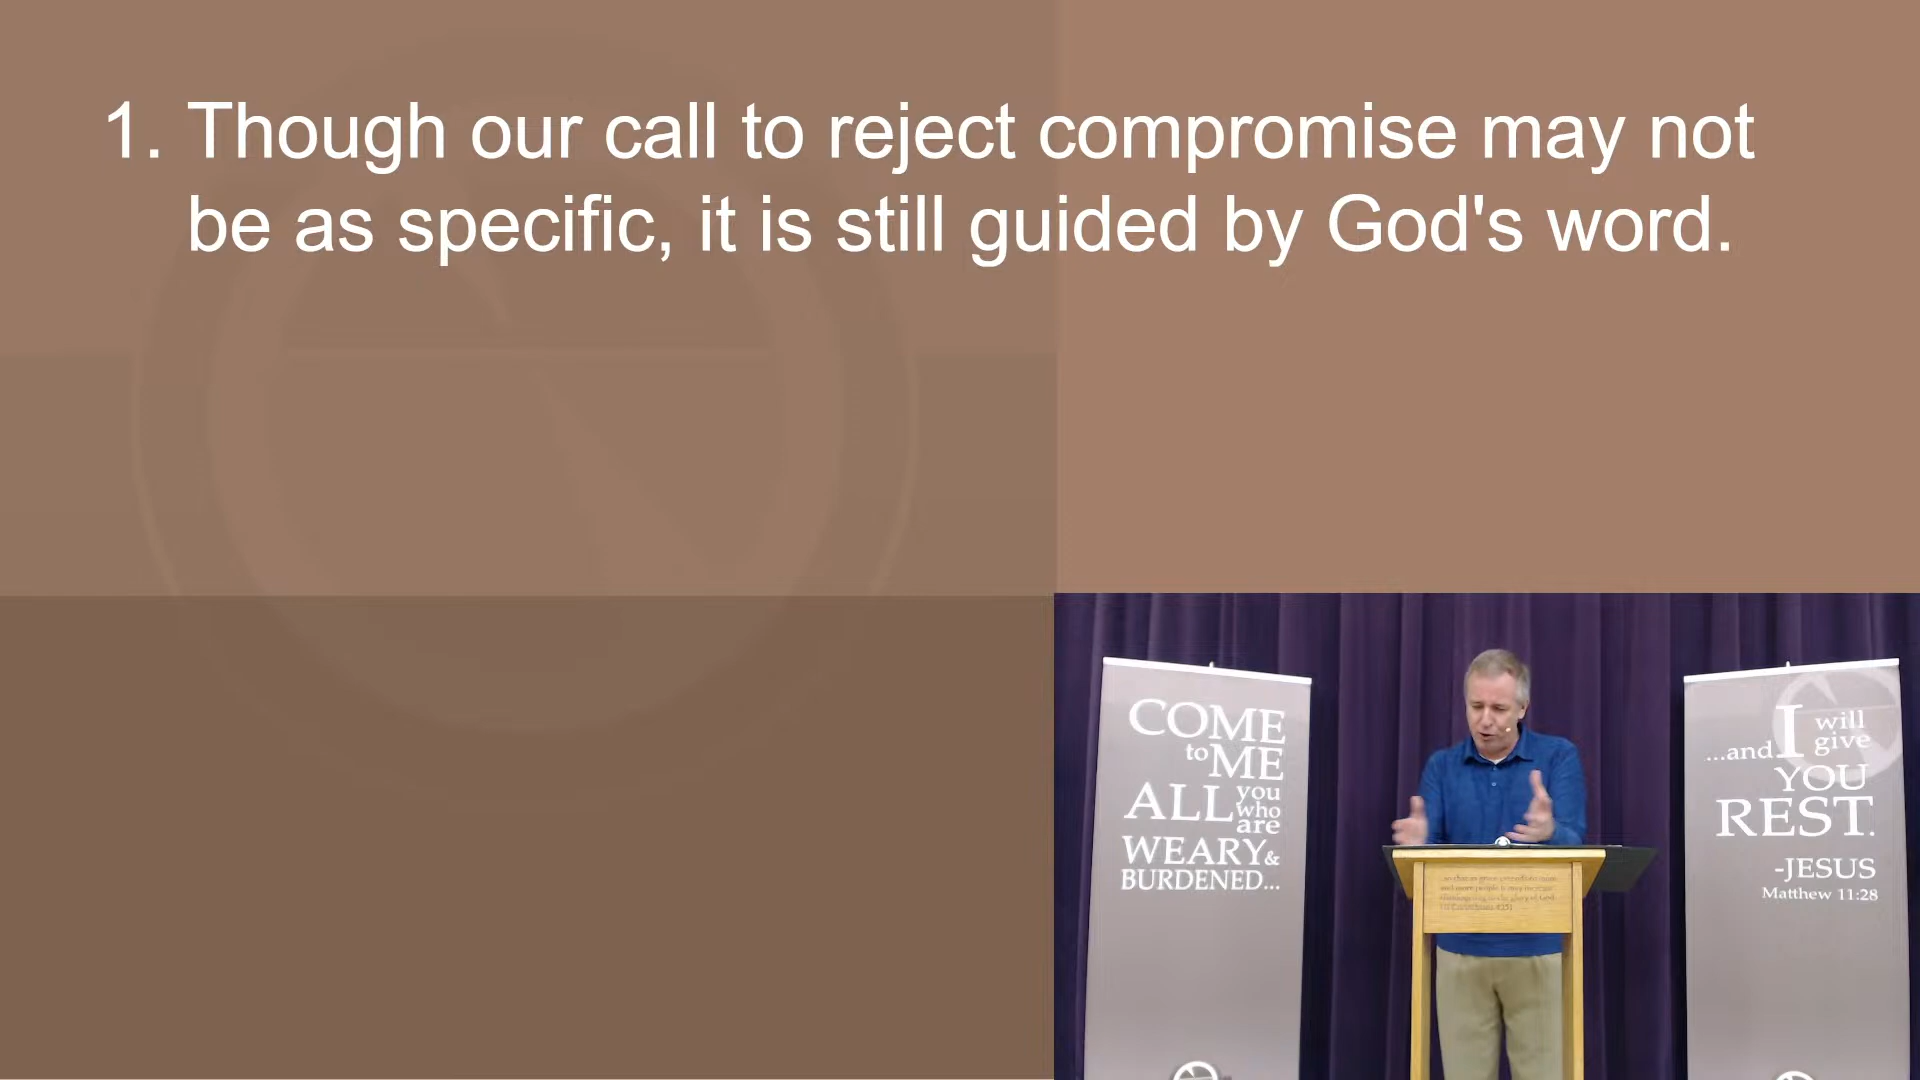 1. Though our call to reject compromise may not
be as specific, it is still guided by God's word.
COME
to ME
ALL you who are
WEARY &
BURDENED...
...and I will give
YOU
REST.
-JESUS
Matthew 11:28